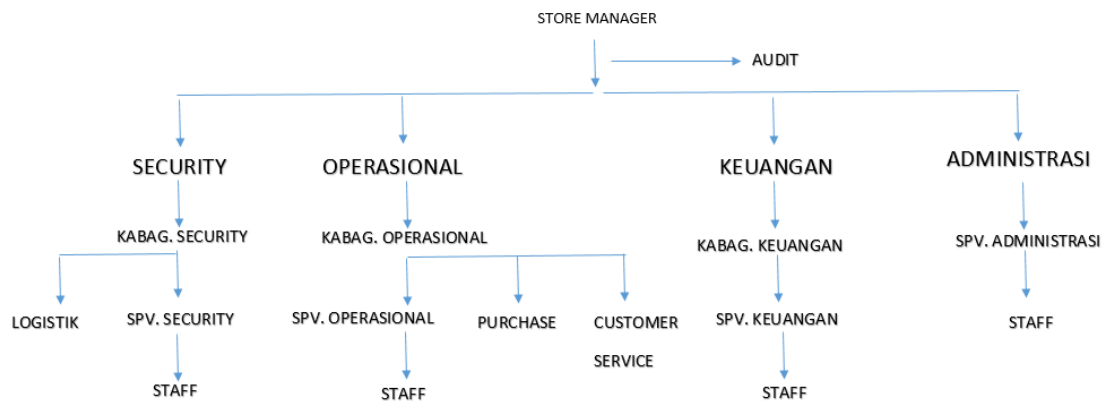 STORE MANAGER
AUDIT
SECURITY
OPERASIONAL
KEUANGAN
ADMINISTRASI
KABAG. SECURITY
KABAG. OPERASIONAL
KABAG. KEUANGAN
SPV. ADMINISTRASI
LOGISTIK
SPV. SECURITY
SPV. OPERASIONAL
PURCHASE
CUSTOMER
SERVICE
SPV. KEUANGAN
STAFF
STAFF
STAFF
STAFF